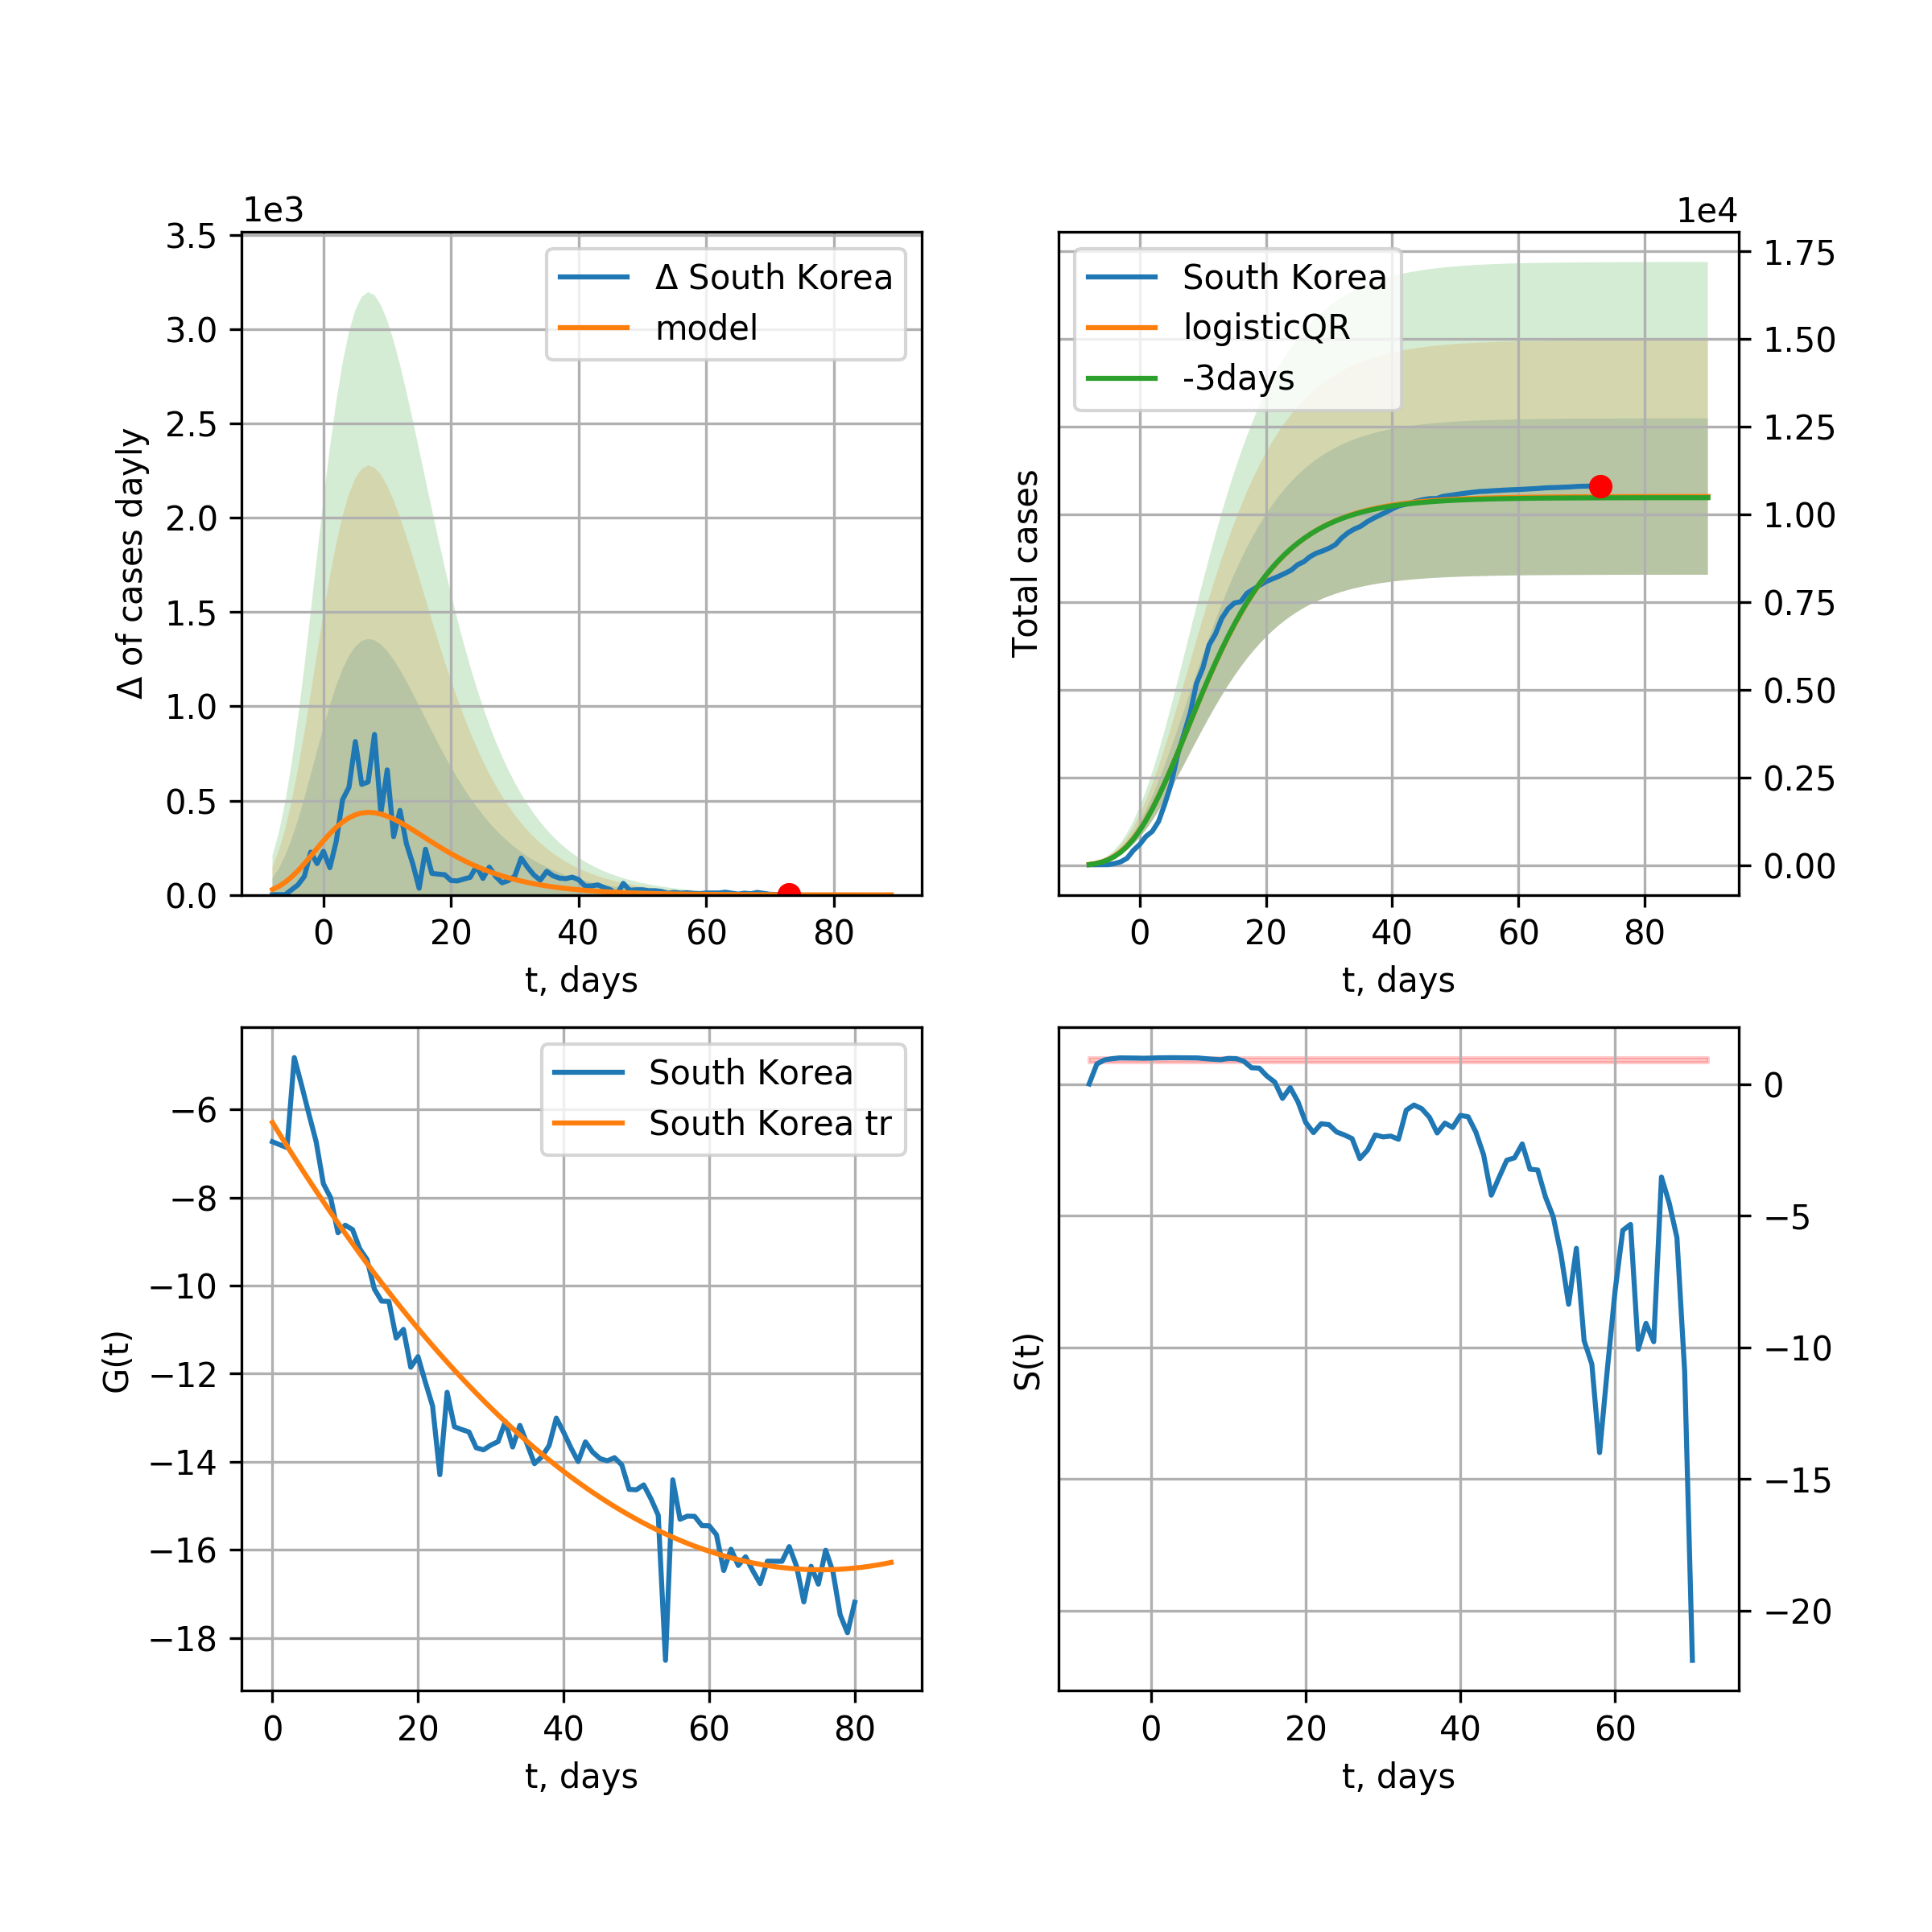 1e3
3.5
3.0
2.5
2.0
1.5
1.0
0.5
0.0
Δ of cases dayly
Δ South Korea
model
0 20 40 60 80
t, days
1e4
1.75
1.50
1.25
1.00
0.75
0.50
0.25
0.00
Total cases
South Korea
logisticQR
-3days
0 20 40 60 80
t, days
−6
−8
−10
−12
−14
−16
−18
G(t)
South Korea
South Korea tr
0 20 40 60 80
t, days
0
−5
−10
−15
−20
S(t)
0 20 40 60
t, days